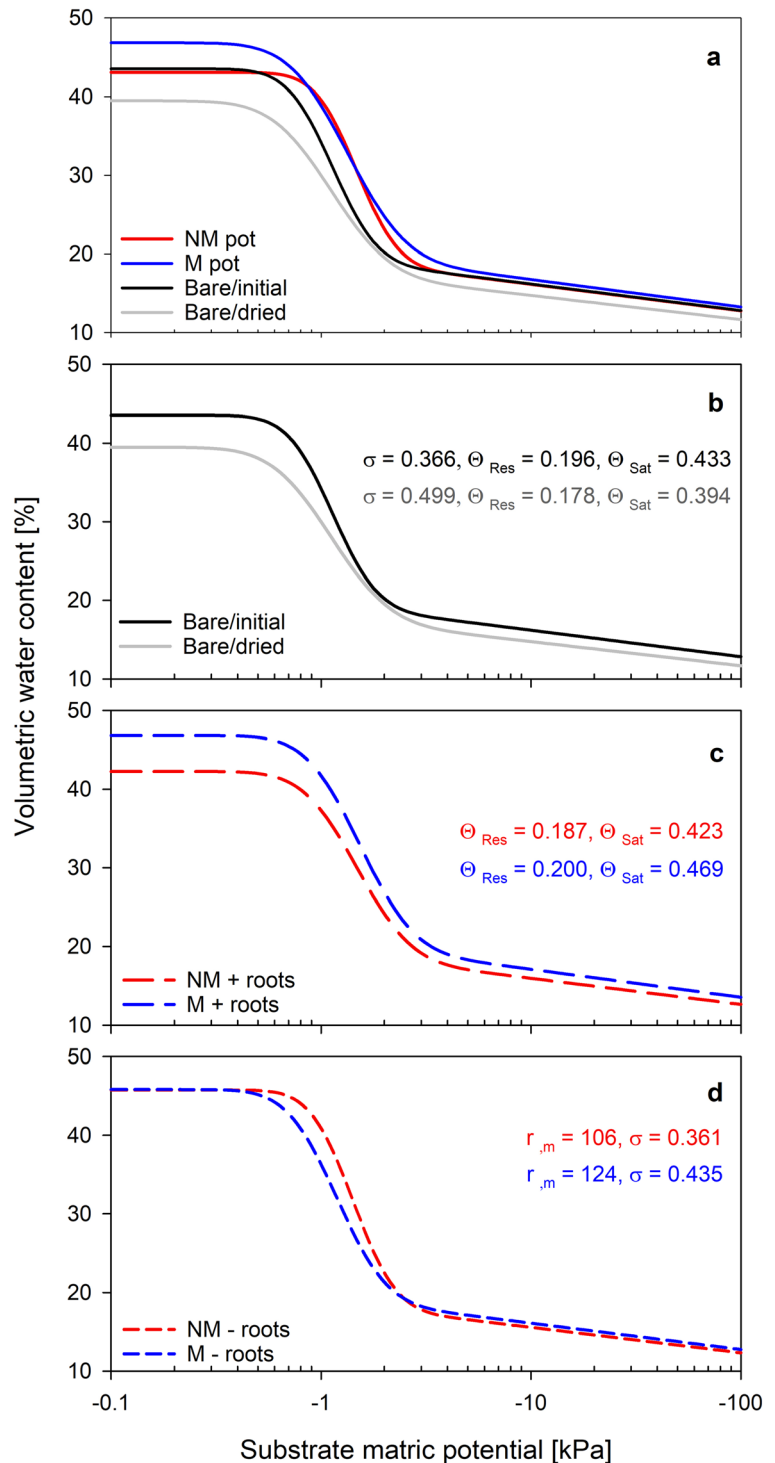 50
a
40
30
20
10
NM pot
M pot
Bare/initial
Bare/dried
50
b
40
σ = 0.366, Θ Res = 0.196, Θ Sat = 0.433
σ = 0.499, Θ Res = 0.178, Θ Sat = 0.394
30
20
10
Bare/initial
Bare/dried
Volumetric water content [%]
50
c
40
Θ Res = 0.187, Θ Sat = 0.423
Θ Res = 0.200, Θ Sat = 0.469
30
20
10
NM + roots
M + roots
50
d
40
r ,m = 106, σ = 0.361
r ,m = 124, σ = 0.435
30
20
10
NM - roots
M - roots
-0.1 -1 -10 -100
Substrate matric potential [kPa]